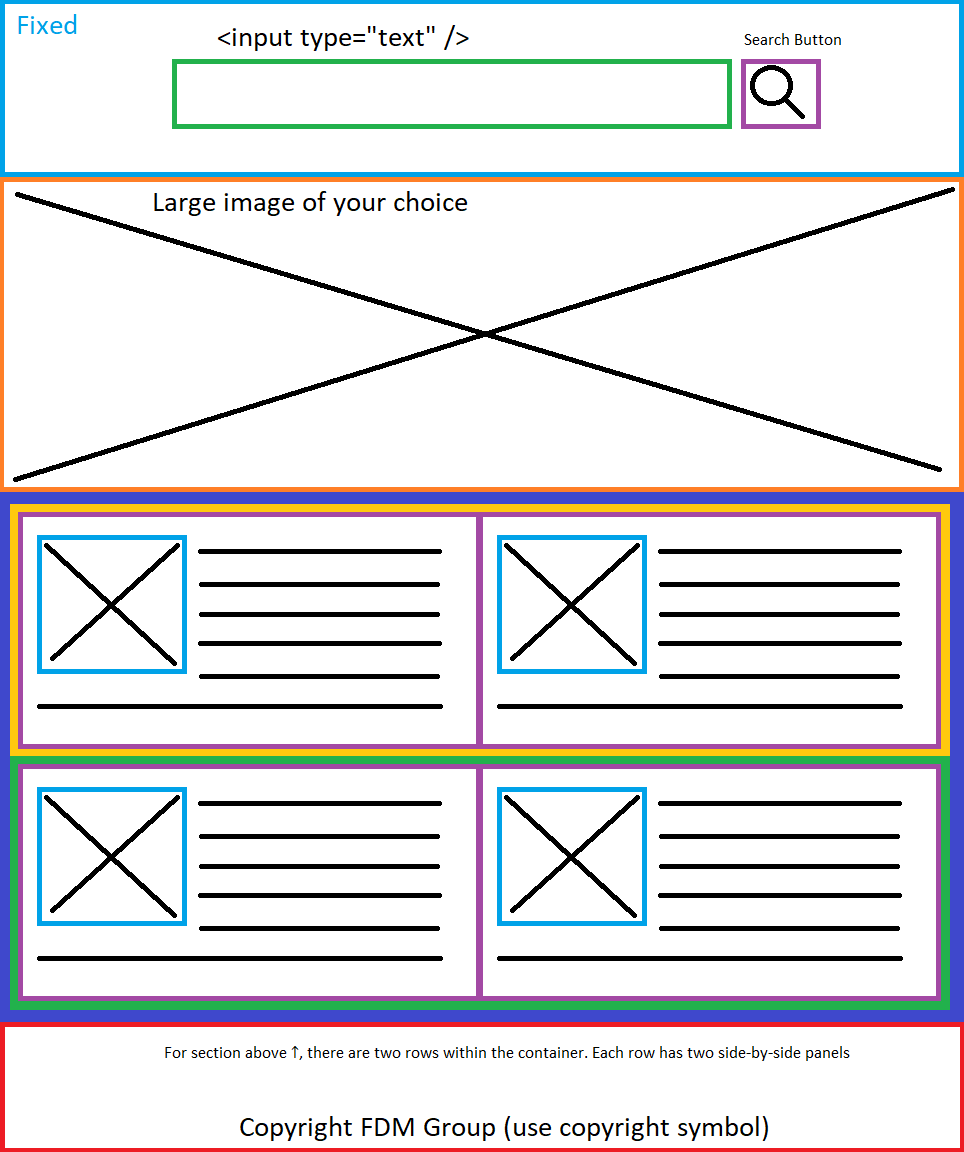 Fixed
<input type="text" />
Search Button
Large image of your choice
For section above ↑, there are two rows within the container. Each row has two side-by-side panels
Copyright FDM Group (use copyright symbol)